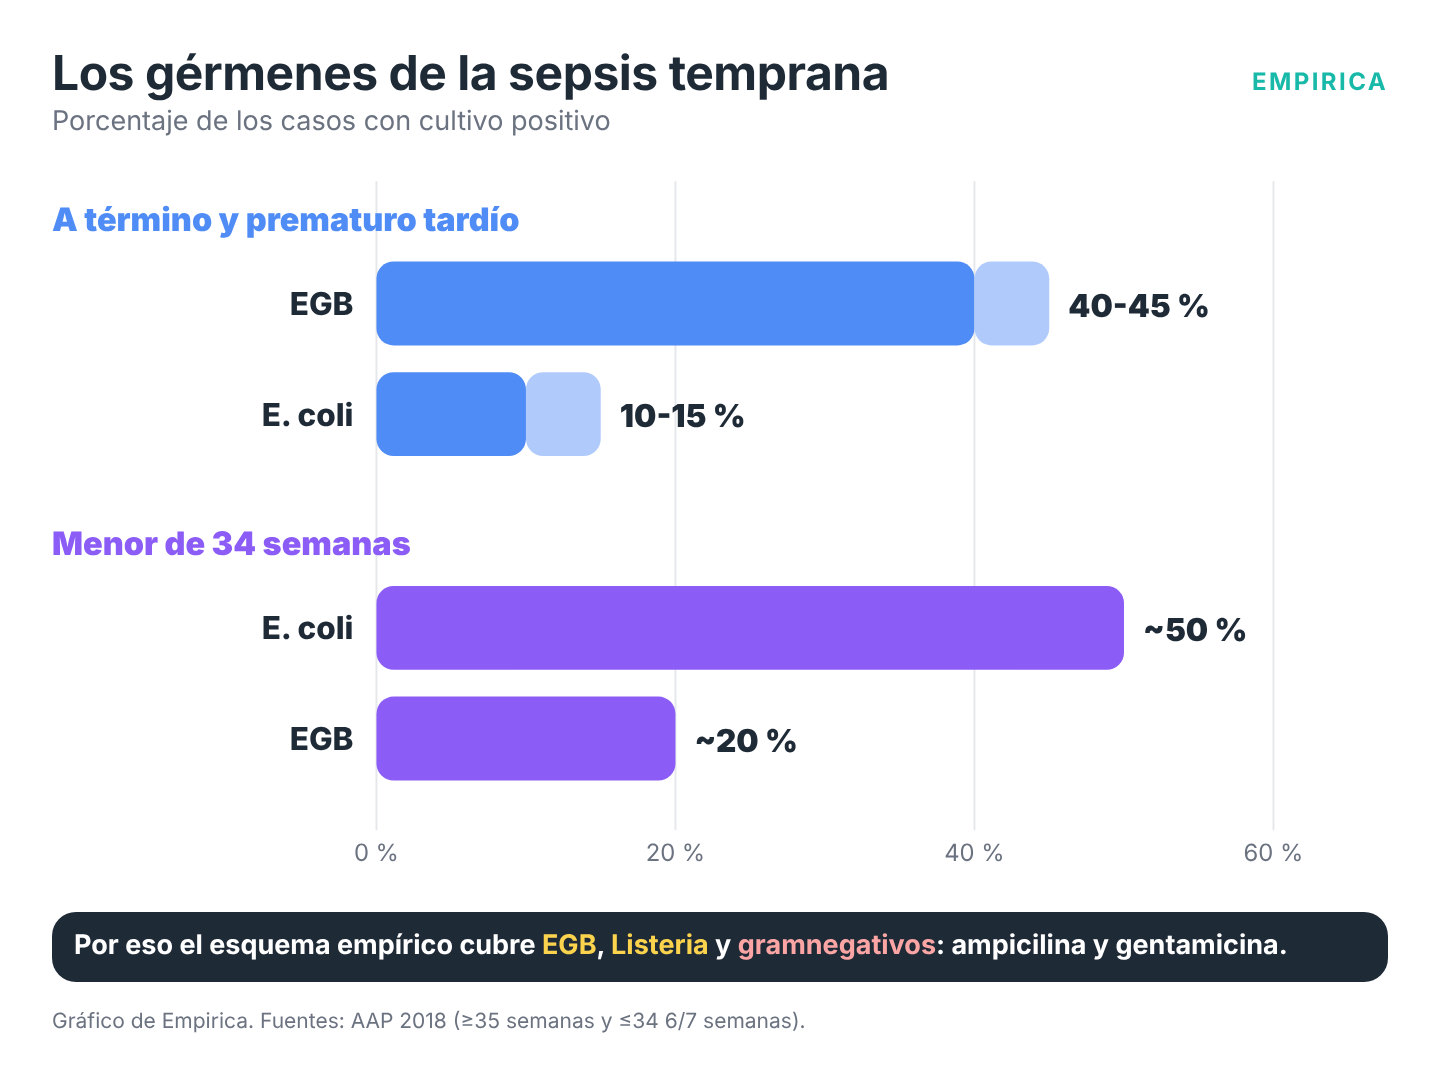 Los gérmenes de la sepsis temprana
EMPIRICA
Porcentaje de los casos con cultivo positivo
A término y prematuro tardío
EGB
40-45 %
E. coli
10-15 %
Menor de 34 semanas
E. coli
~50 %
EGB
~20 %
0 %
20 %
40 %
60 %
Por eso el esquema empírico cubre EGB, Listeria y gramnegativos: ampicilina y gentamicina.
Gráfico de Empirica. Fuentes: AAP 2018 (≥35 semanas y ≤34 6/7 semanas).